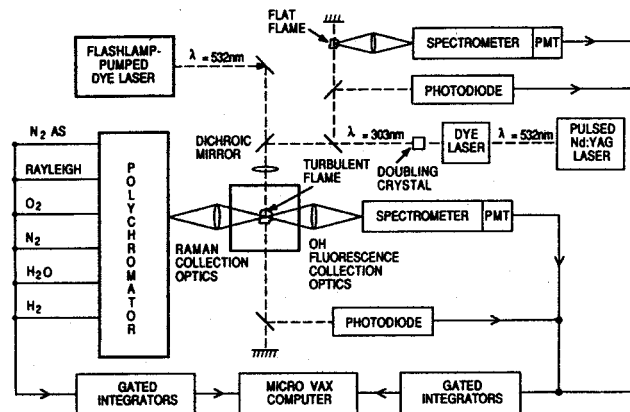 FLAT
FLAME
FLASHLAMP-
PUMPED
DYE LASER
λ = 532nm
SPECTROMETER
PMT
PHOTODIODE
N₂ AS
RAYLEIGH
O₂
N₂
H₂O
H₂
POLYCHROMATOR
DICHROIC
MIRROR
λ = 303nm
DOUBLING
CRYSTAL
DYE
LASER
λ = 532nm
PULSED
Nd:YAG
LASER
TURBULENT
FLAME
RAMAN
COLLECTION
OPTICS
OH
FLUORESCENCE
COLLECTION
OPTICS
SPECTROMETER
PMT
PHOTODIODE
GATED
INTEGRATORS
MICRO VAX
COMPUTER
GATED
INTEGRATORS